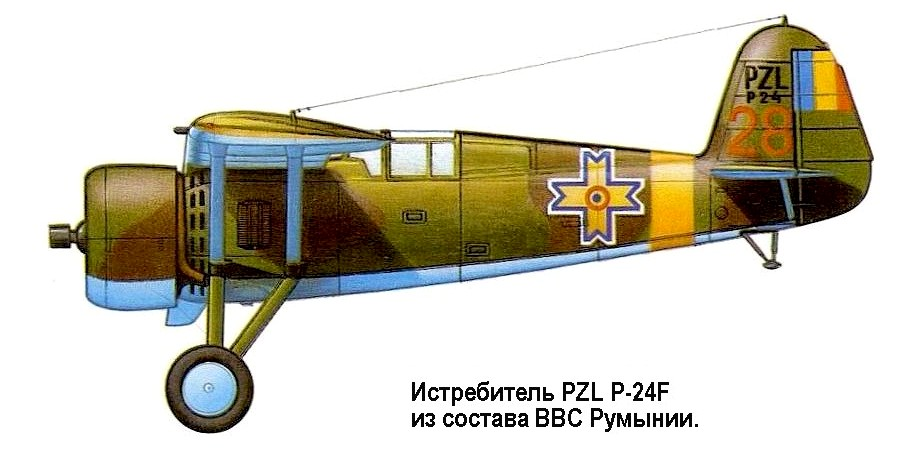 PZL
P 24
28
Истребитель PZL P-24F
из состава ВВС Румынии.